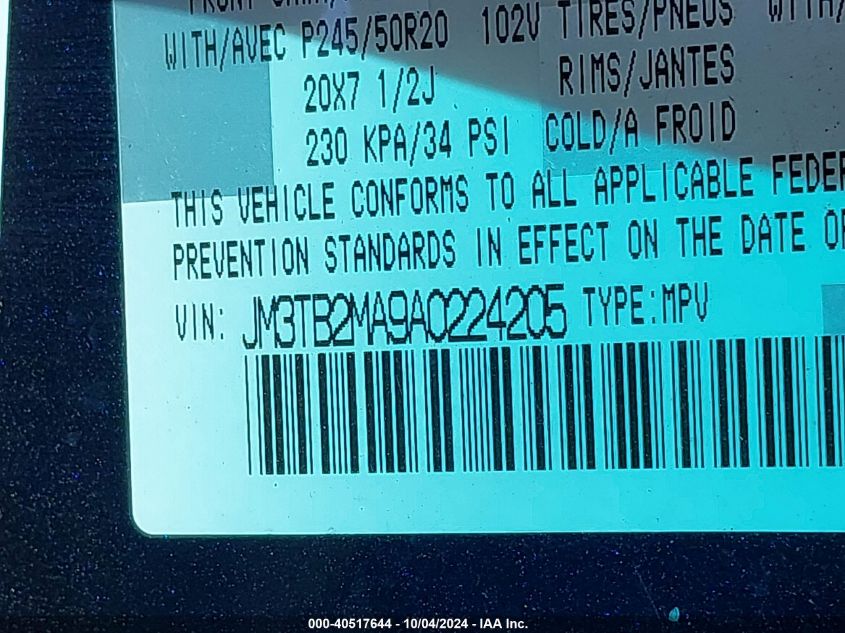 WITH/AVEC P245/50R20 102V TIRES/PNEUS WITH/
20X7 1/2J RIMS/JANTES
230 KPA/34 PSI COLD/A FROID
THIS VEHICLE CONFORMS TO ALL APPLICABLE FEDER
PREVENTION STANDARDS IN EFFECT ON THE DATE OF
VIN: JM3TB2MA9A0224205 TYPE:MPV
000-40517644 - 10/04/2024 - IAA Inc.